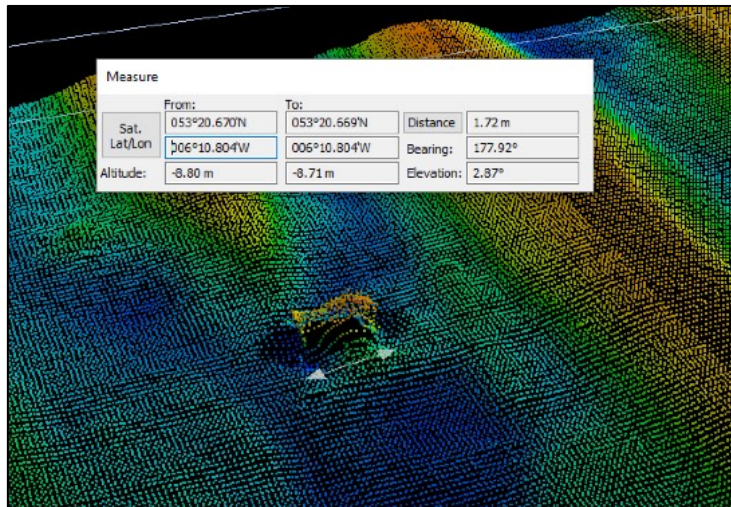 Measure
From: To:
Sat. Lat/Lon 053°20.670'N 053°20.669'N Distance 1.72 m
006°10.804'W 006°10.804'W Bearing: 177.92°
Altitude: -8.80 m -8.71 m Elevation: 2.87°